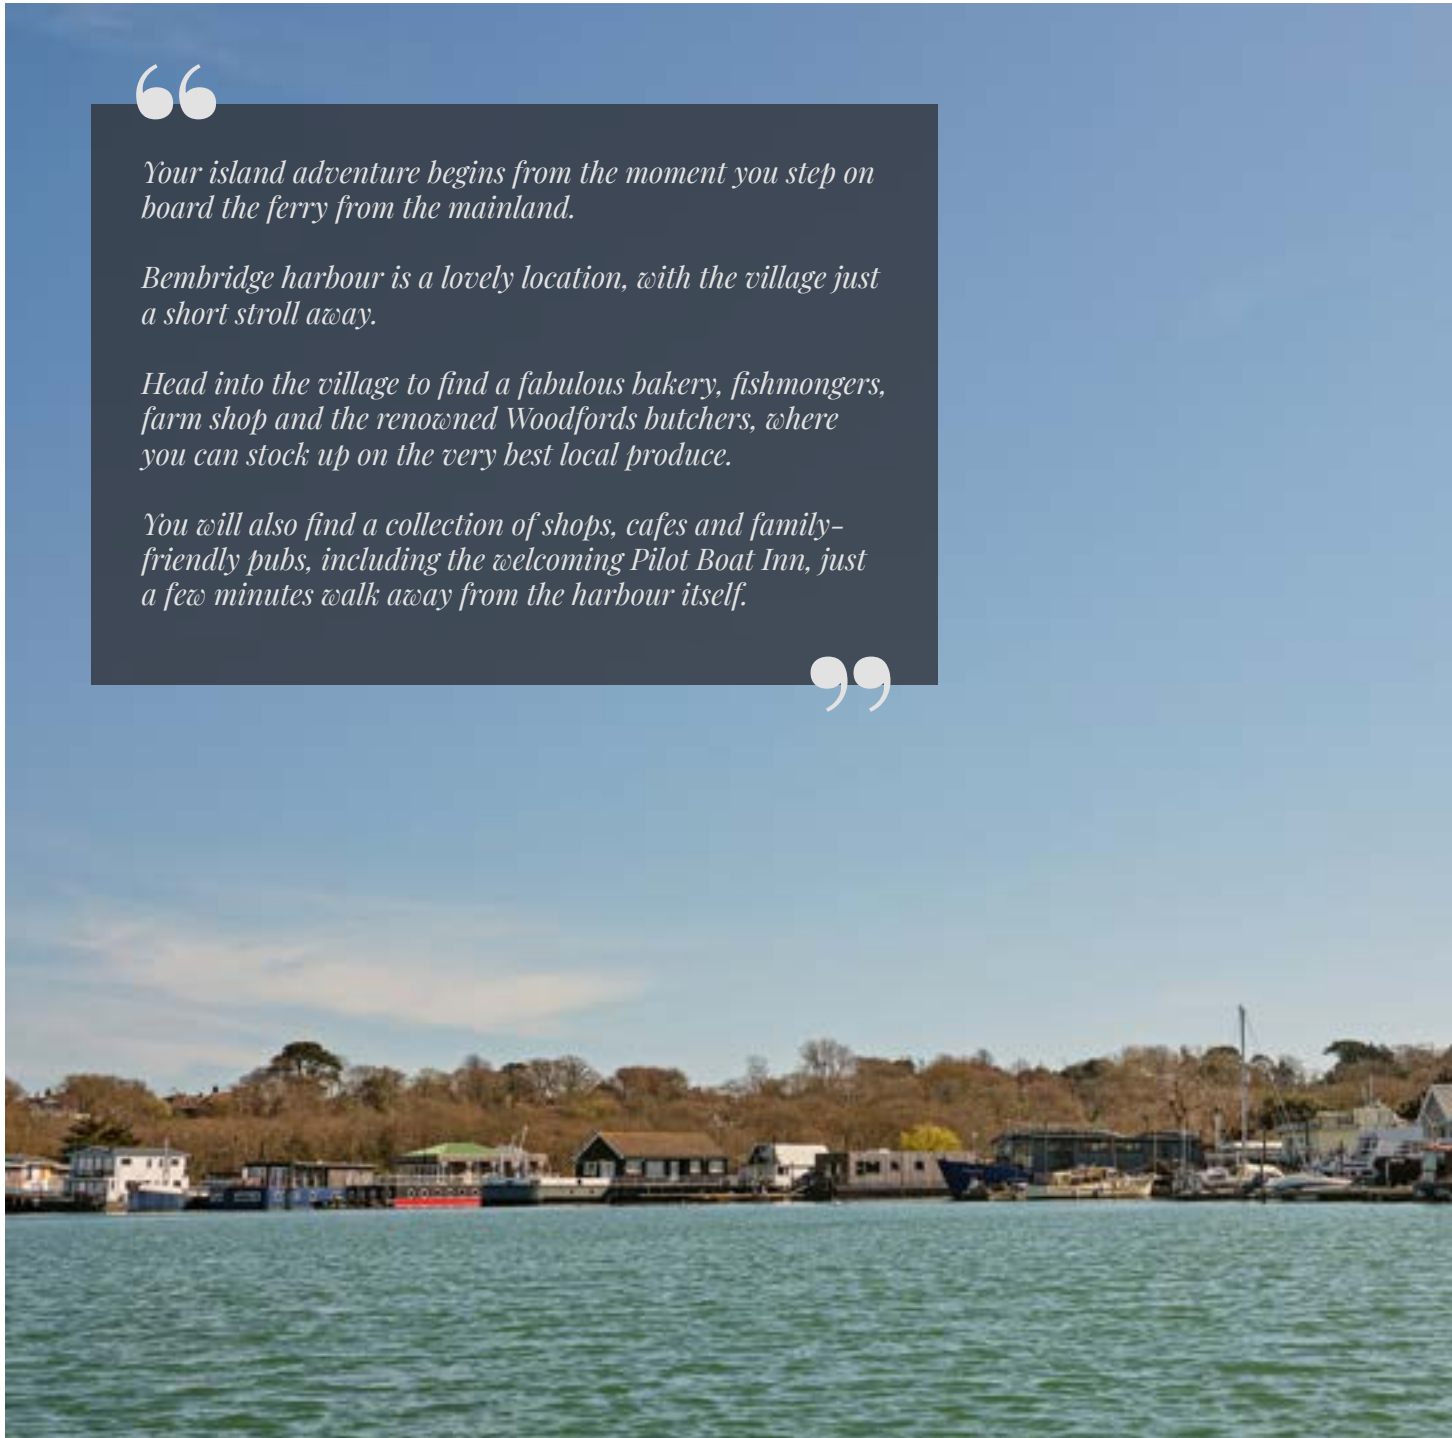 “
Your island adventure begins from the moment you step on
board the ferry from the mainland.
Bembridge harbour is a lovely location, with the village just
a short stroll away.
Head into the village to find a fabulous bakery, fishmongers,
farm shop and the renowned Woodfords butchers, where
you can stock up on the very best local produce.
You will also find a collection of shops, cafes and family-
friendly pubs, including the welcoming Pilot Boat Inn, just
a few minutes walk away from the harbour itself.
”